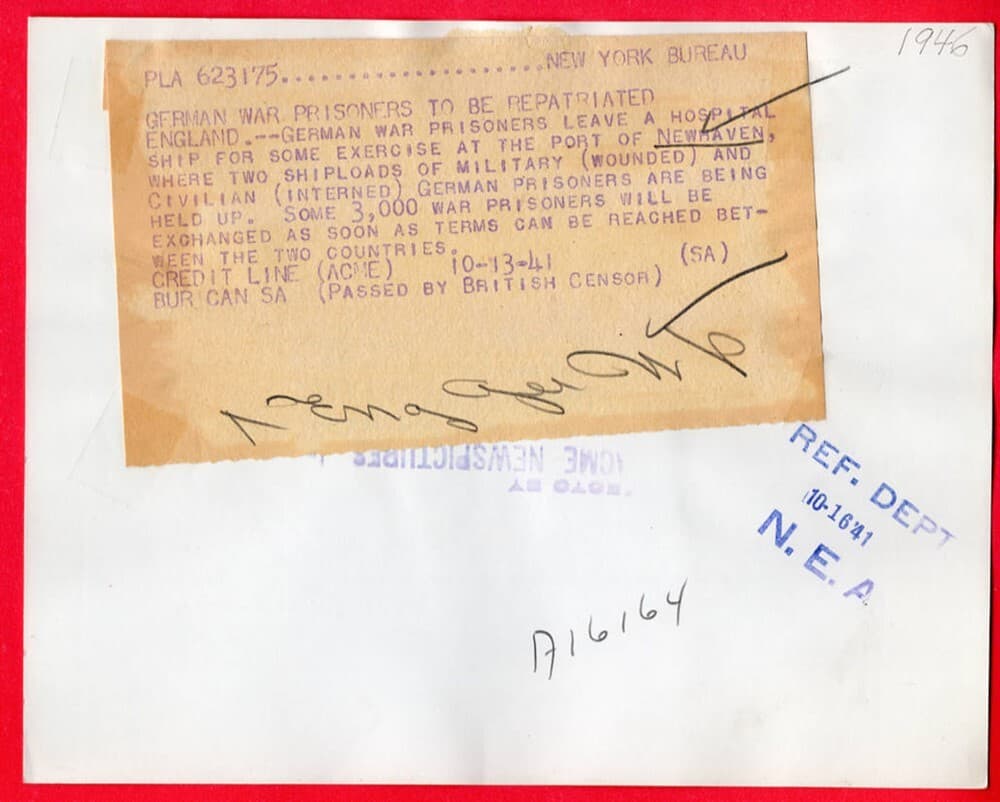 1946
PLA 623175......................NEW YORK BUREAU
GERMAN WAR PRISONERS TO BE REPATRIATED
ENGLAND.--GERMAN WAR PRISONERS LEAVE A HOSPITAL
SHIP FOR SOME EXERCISE AT THE PORT OF NEWHAVEN,
WHERE TWO SHIPLOADS OF MILITARY (WOUNDED) AND
CIVILIAN (INTERNED) GERMAN PRISONERS ARE BEING
HELD UP. SOME 3,000 WAR PRISONERS WILL BE
EXCHANGED AS SOON AS TERMS CAN BE REACHED BET-
WEEN THE TWO COUNTRIES. (SA)
CREDIT LINE (ACME) 10-13-41
BUR CAN SA (PASSED BY BRITISH CENSOR)
PHOTO BY
ACME NEWSPICTURES
REF. DEPT
10-16 41
N. E. A
A16164